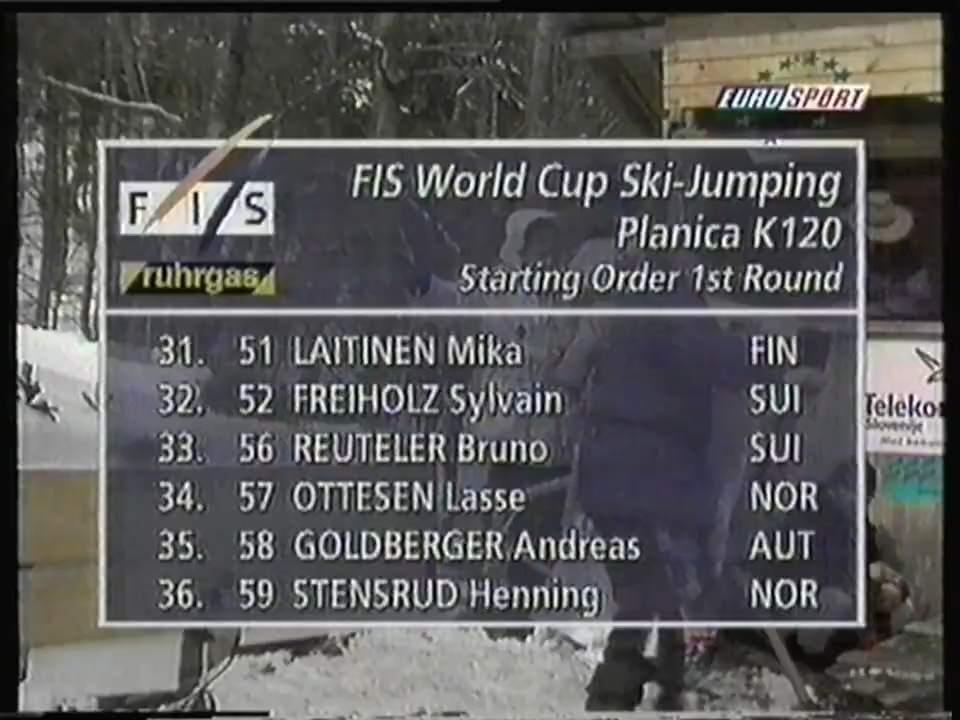 EUROSPORT
FIS
ruhrgas
FIS World Cup Ski-Jumping
Planica K120
Starting Order 1st Round
31. 51 LAITINEN Mika FIN
32. 52 FREIHOLZ Sylvain SUI
33. 56 REUTELER Bruno SUI
34. 57 OTTESEN Lasse NOR
35. 58 GOLDBERGER Andreas AUT
36. 59 STENSRUD Henning NOR
Telekom
Slovenije